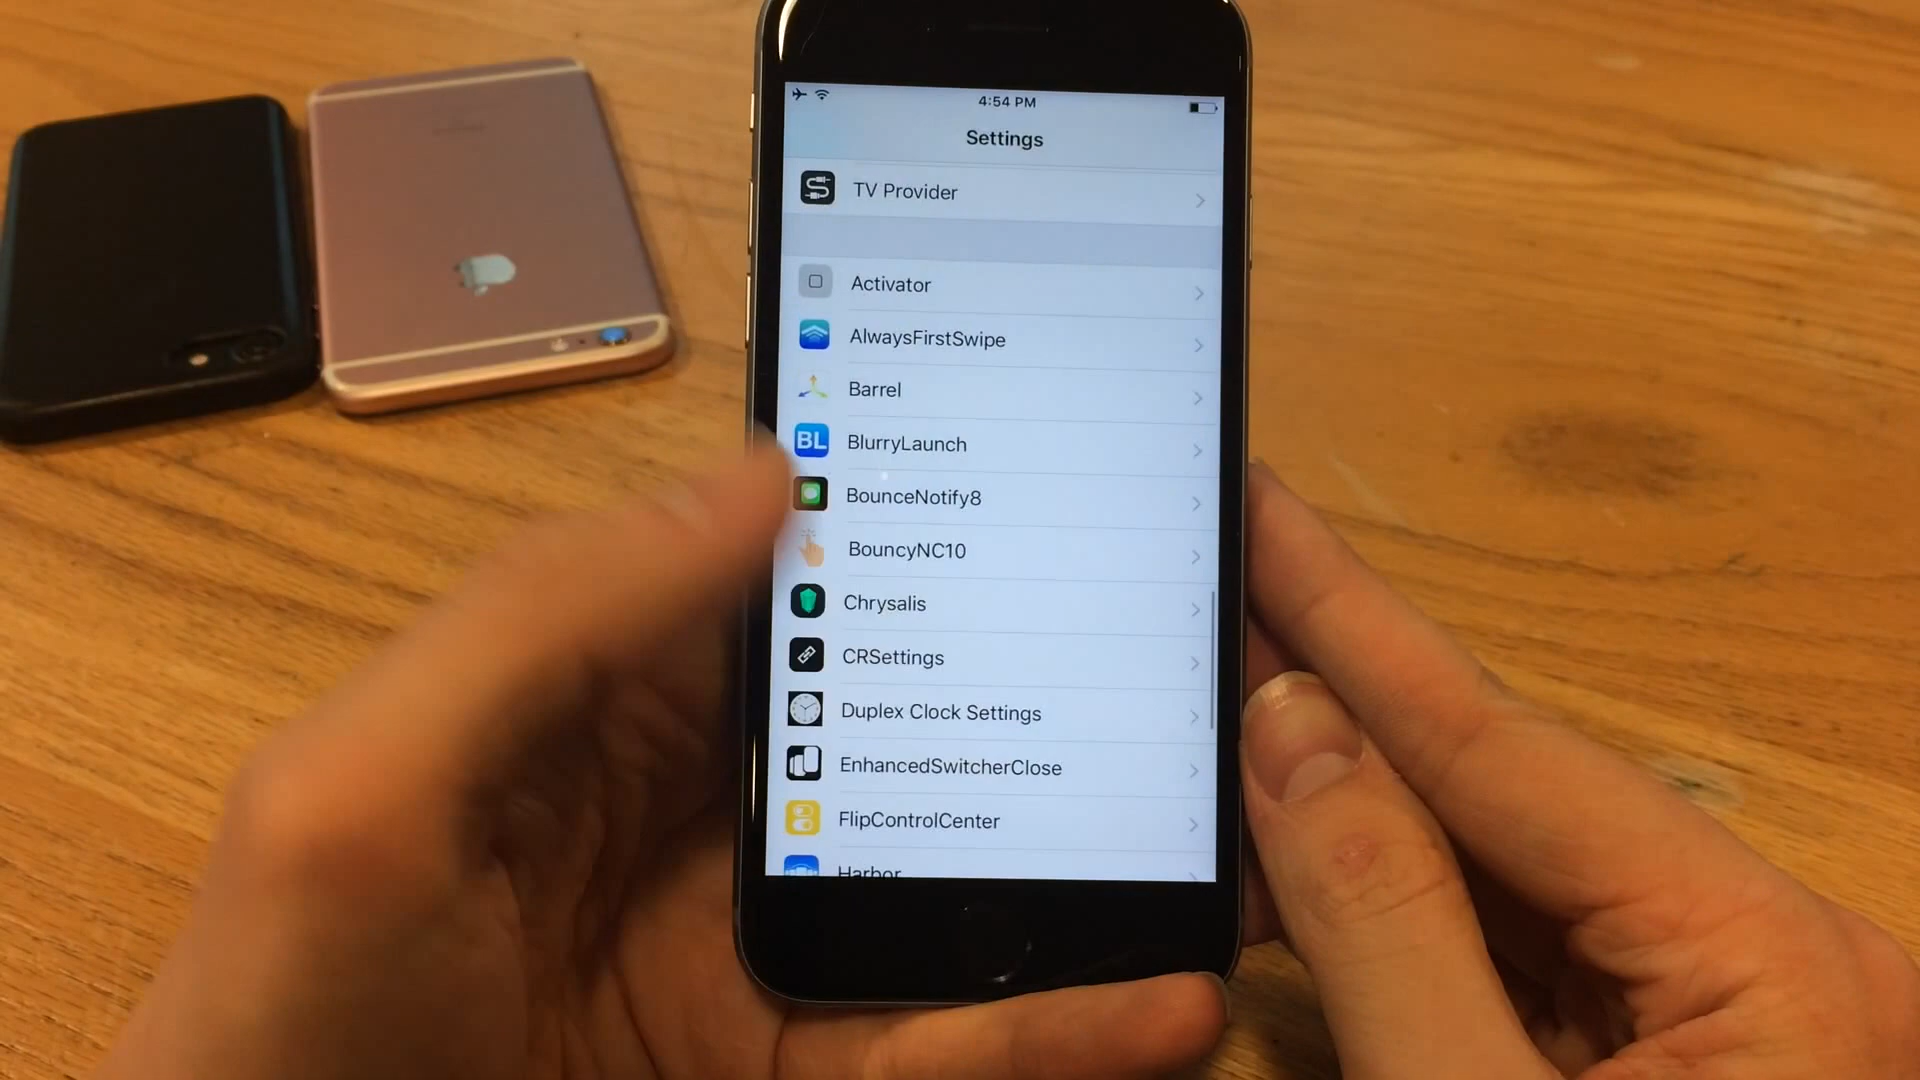 4:54 PM
Settings
TV Provider
Activator
AlwaysFirstSwipe
Barrel
BL BlurryLaunch
BounceNotify8
BouncyNC10
Chrysalis
CRSettings
Duplex Clock Settings
EnhancedSwitcherClose
FlipControlCenter
Harbor